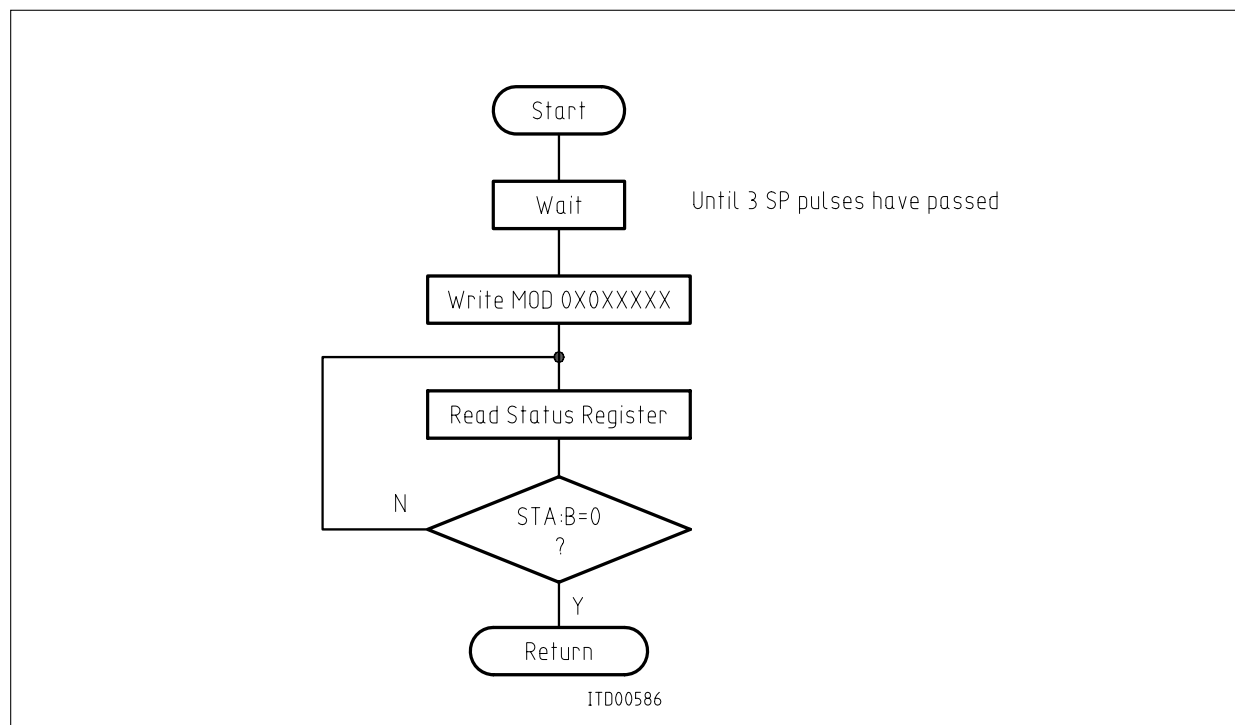 Start
Wait
Until 3 SP pulses have passed
Write MOD 0X0XXXXX
Read Status Register
N
STA:B=0
?
Y
Return
ITD00586